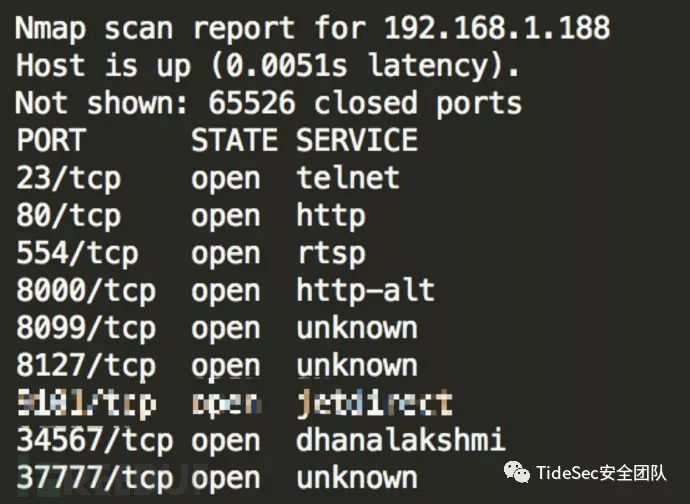 Nmap scan report for 192.168.1.188
Host is up (0.0051s latency).
Not shown: 65526 closed ports
PORT STATE SERVICE
23/tcp open telnet
80/tcp open http
554/tcp open rtsp
8000/tcp open http-alt
8099/tcp open unknown
8127/tcp open unknown
open jetdirect
34567/tcp open dhanalakshmi
37777/tcp open unknown
TideSec安全团队